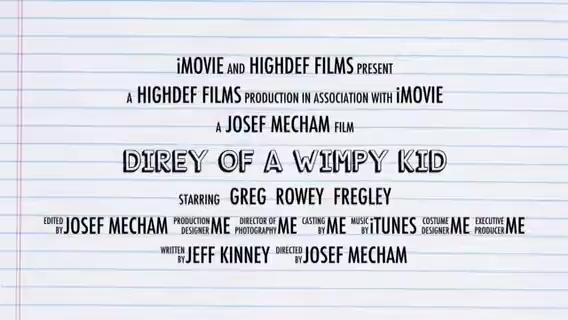 iMOVIE AND HIGHDEF FILMS PRESENT
A HIGHDEF FILMS PRODUCTION IN ASSOCIATION WITH iMOVIE
A JOSEF MECHAM FILM
DIREY OF A WIMPY KID
STARRING GREG ROWEY FREGLEY
EDITED BY JOSEF MECHAM PRODUCTION DESIGNER ME DIRECTOR OF PHOTOGRAPHY ME CASTING BY ME MUSIC BY iTUNES COSTUME DESIGNER ME EXECUTIVE PRODUCER ME
WRITTEN BY JEFF KINNEY DIRECTED BY JOSEF MECHAM